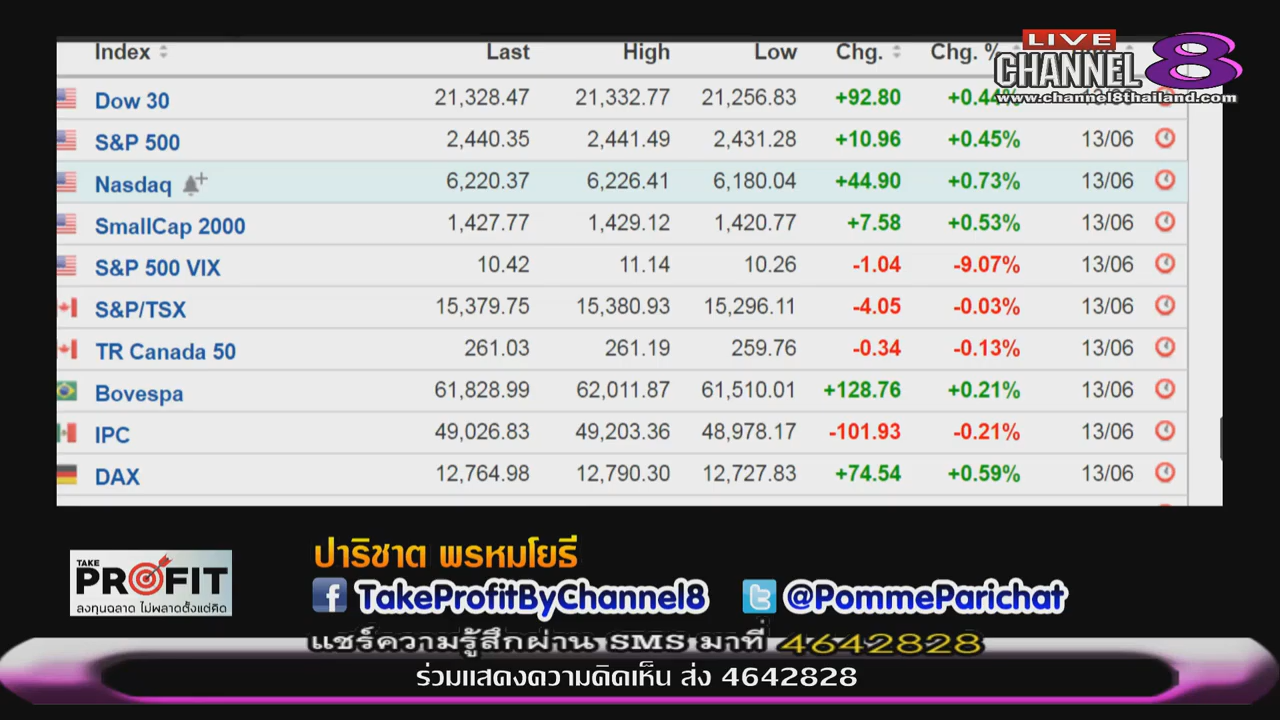 LIVE
CHANNEL 8
www.channel8thailand.com
Index Last High Low Chg. Chg. %
Dow 30 21,328.47 21,332.77 21,256.83 +92.80 +0.44%
S&P 500 2,440.35 2,441.49 2,431.28 +10.96 +0.45% 13/06
Nasdaq 6,220.37 6,226.41 6,180.04 +44.90 +0.73% 13/06
SmallCap 2000 1,427.77 1,429.12 1,420.77 +7.58 +0.53% 13/06
S&P 500 VIX 10.42 11.14 10.26 -1.04 -9.07% 13/06
S&P/TSX 15,379.75 15,380.93 15,296.11 -4.05 -0.03% 13/06
TR Canada 50 261.03 261.19 259.76 -0.34 -0.13% 13/06
Bovespa 61,828.99 62,011.87 61,510.01 +128.76 +0.21% 13/06
IPC 49,026.83 49,203.36 48,978.17 -101.93 -0.21% 13/06
DAX 12,764.98 12,790.30 12,727.83 +74.54 +0.59% 13/06
TAKE
PROFIT
ลงทุนฉลาด ไม่พลาดตั้งแต่คิด
ปาริชาต พรหมโยธี
TakeProfitByChannel8 @PommeParichat
แชร์ความรู้สึกผ่าน SMS มาที่ 4642828
ร่วมแสดงความคิดเห็น ส่ง 4642828